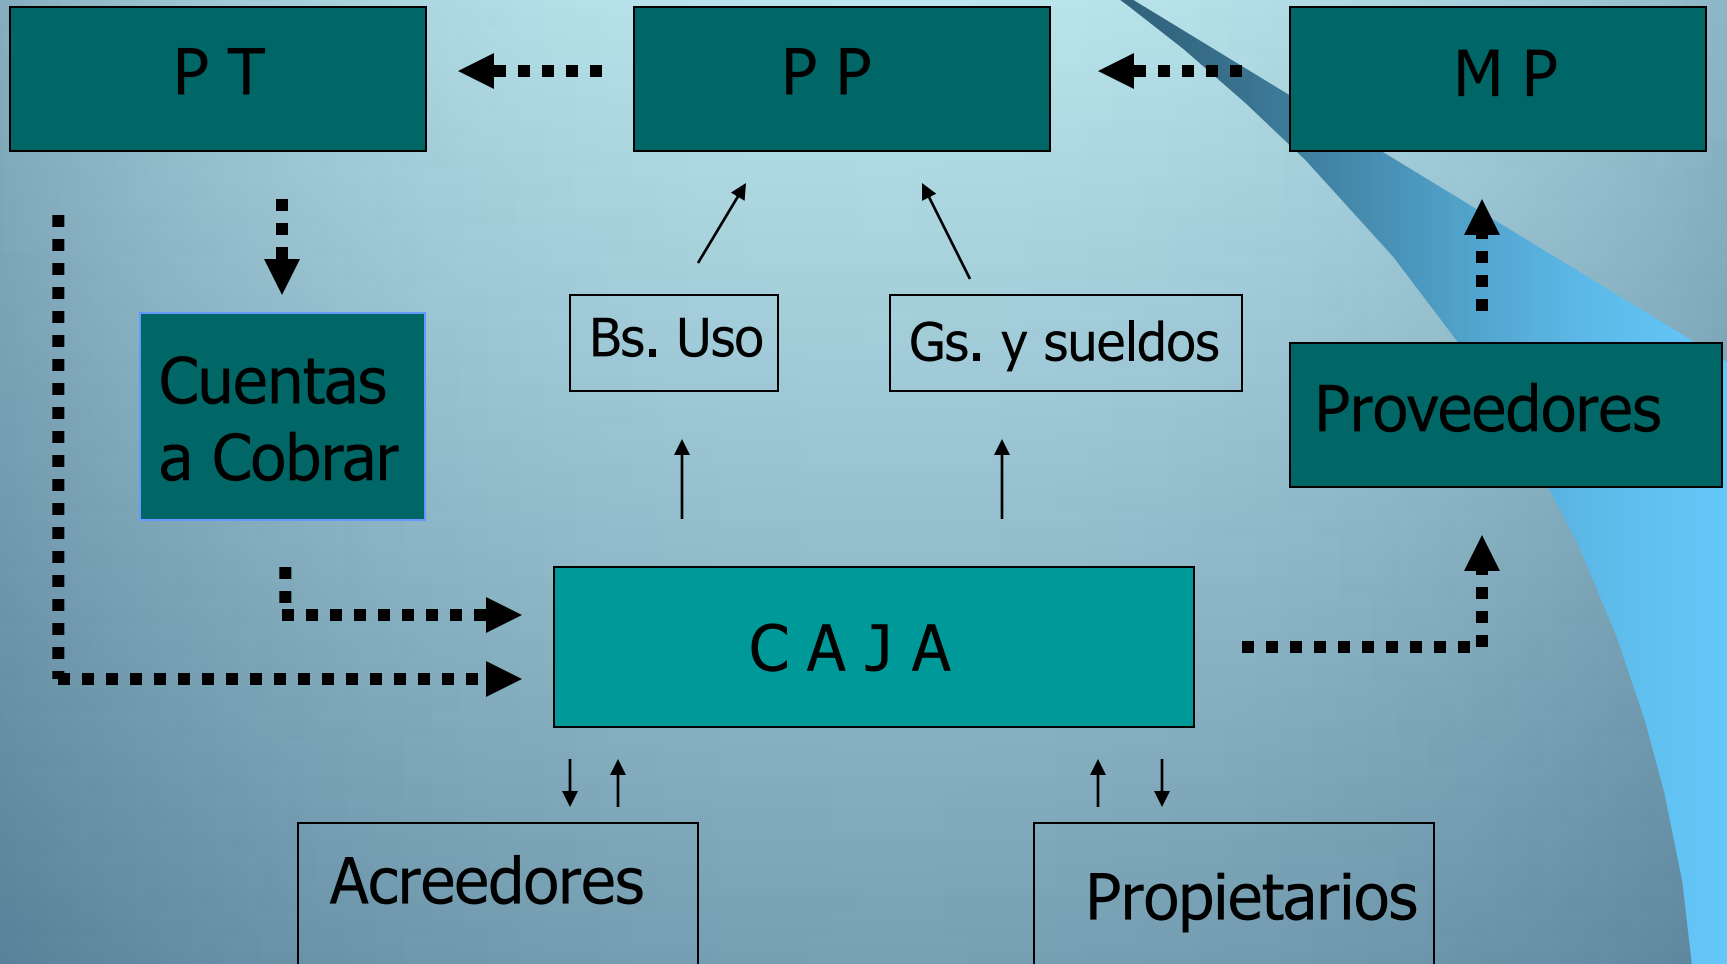 P T
P P
M P
Bs. Uso
Gs. y sueldos
Cuentas
a Cobrar
Proveedores
C A J A
Acreedores
Propietarios